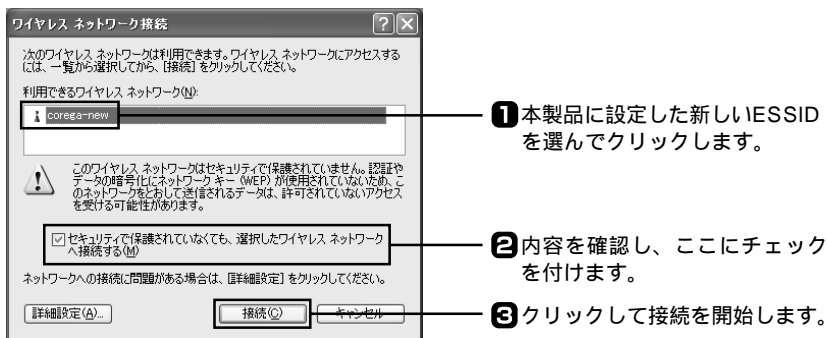 ワイヤレス ネットワーク接続
次のワイヤレス ネットワークは利用できます。ワイヤレス ネットワークにアクセスする
には、一覧から選択してから、[接続] をクリックしてください。
利用できるワイヤレス ネットワーク(N):
corega-new
このワイヤレス ネットワークはセキュリティで保護されていません。認証や
データの暗号化にネットワーク キー (WEP) が使用されていないため、こ
のネットワークをとおして送信されるデータは、許可されていないアクセス
を受ける可能性があります。
セキュリティで保護されていなくても、選択したワイヤレス ネットワーク
へ接続する(M)
ネットワークへの接続に問題がある場合は、[詳細設定] をクリックしてください。
詳細設定(A)...
接続(C)
キャンセル
1 本製品に設定した新しいESSID
を選んでクリックします。
2 内容を確認し、ここにチェック
を付けます。
3 クリックして接続を開始します。